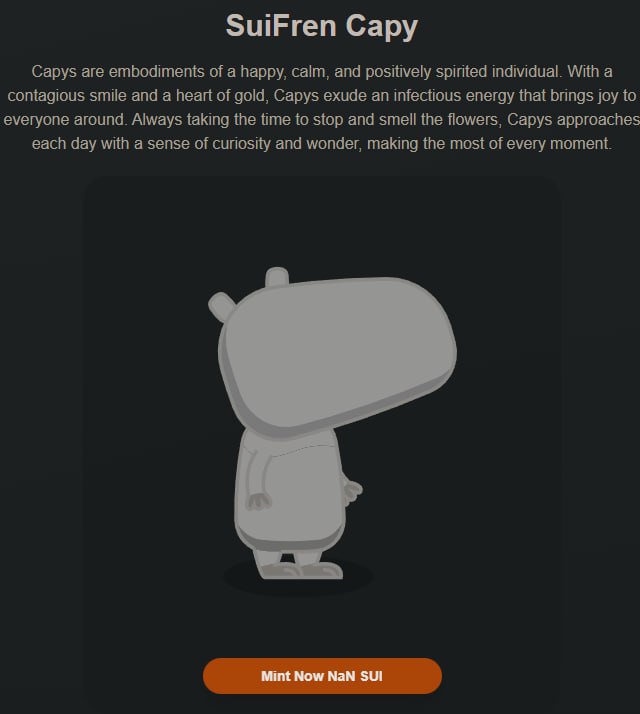 SuiFren Capy
Capys are embodiments of a happy, calm, and positively spirited individual. With a
contagious smile and a heart of gold, Capys exude an infectious energy that brings joy to
everyone around. Always taking the time to stop and smell the flowers, Capys approaches
each day with a sense of curiosity and wonder, making the most of every moment.
Mint Now NaN SUI